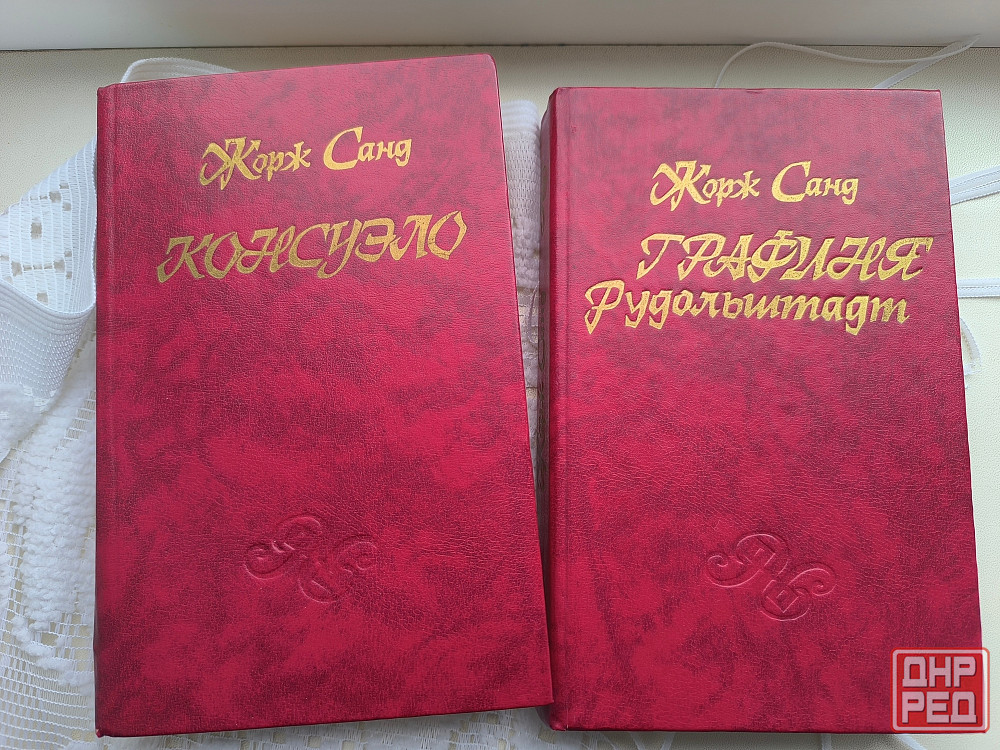 Жорж Санд
КОНСУЭЛО
Жорж Санд
ГРАФИНЯ
Рудольштадт
ДНР
РЕД